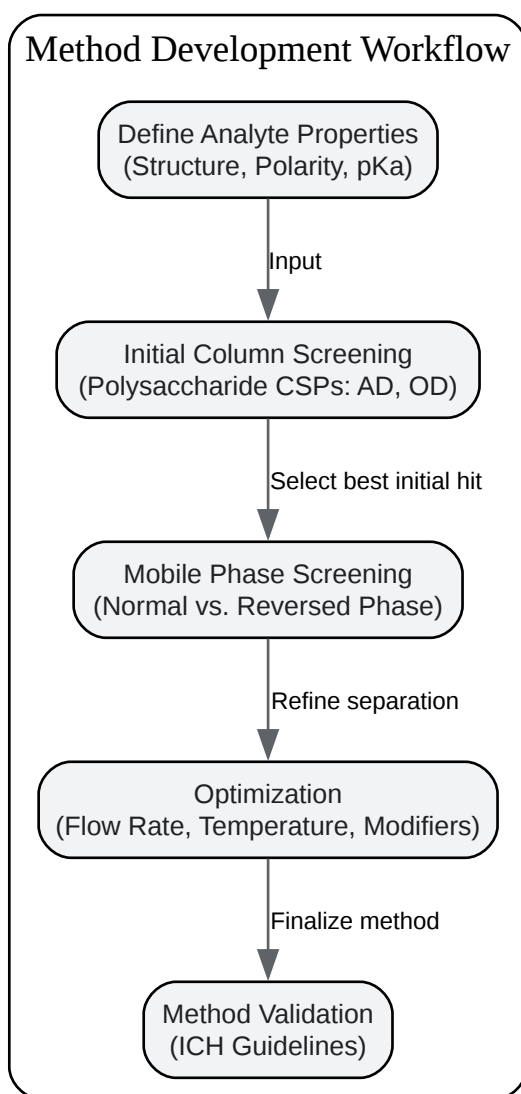 Method Development Workflow
Define Analyte Properties
(Structure, Polarity, pKa)
Input
Initial Column Screening
(Polysaccharide CSPs: AD, OD)
Select best initial hit
Mobile Phase Screening
(Normal vs. Reversed Phase)
Refine separation
Optimization
(Flow Rate, Temperature, Modifiers)
Finalize method
Method Validation
(ICH Guidelines)